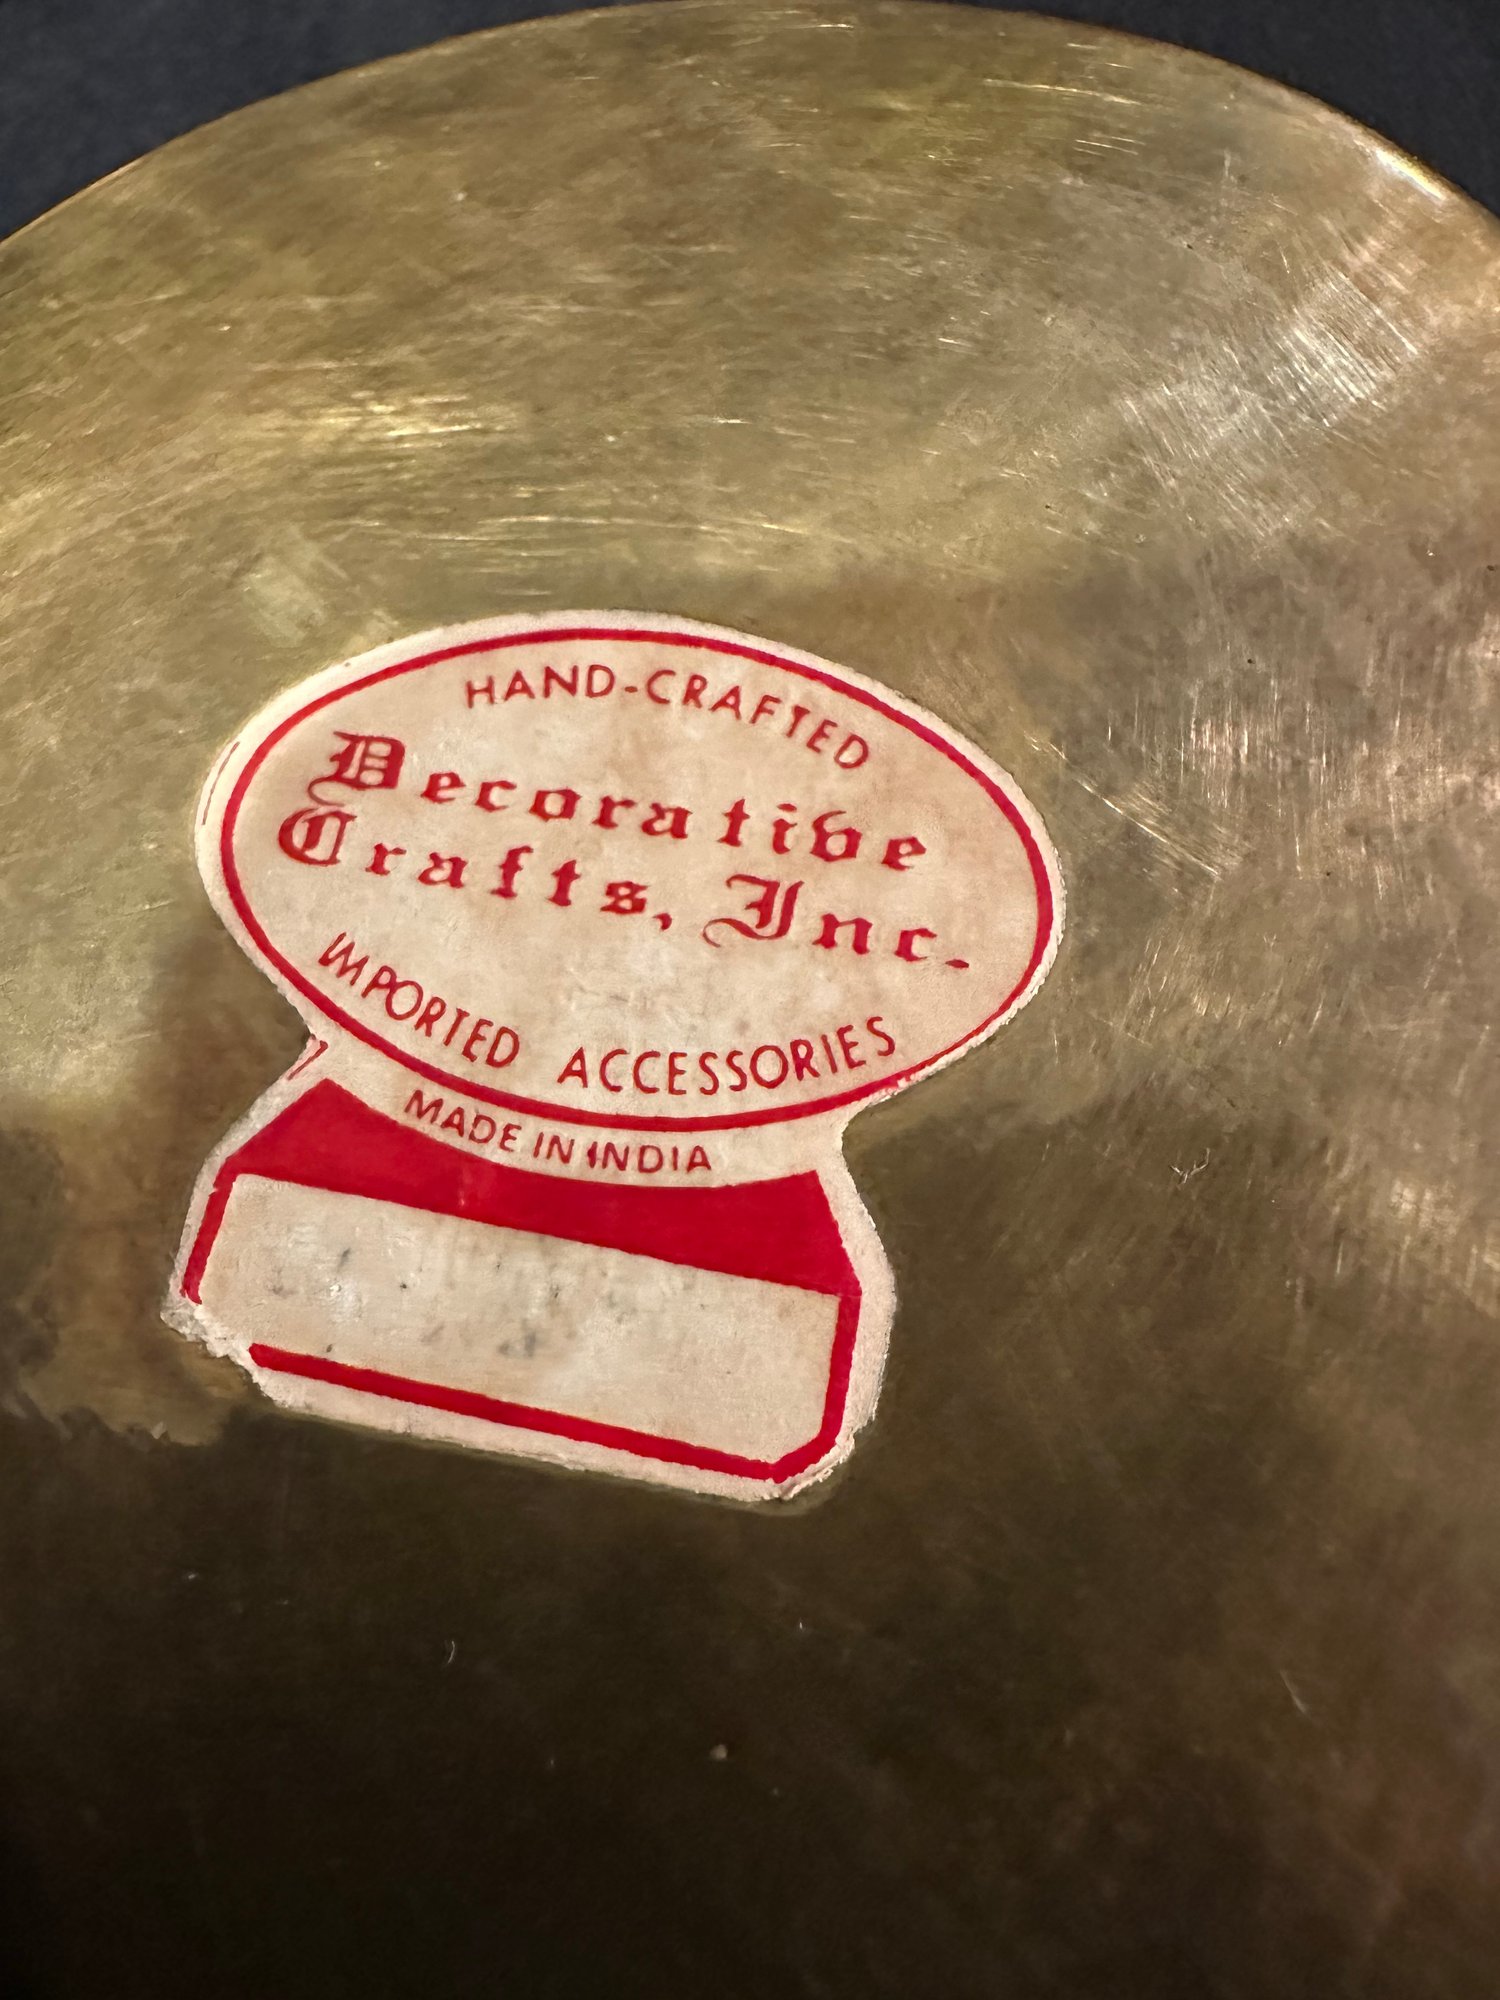 HAND-CRAFTED
Decorative
Crafts, Inc.
IMPORTED ACCESSORIES
MADE IN INDIA